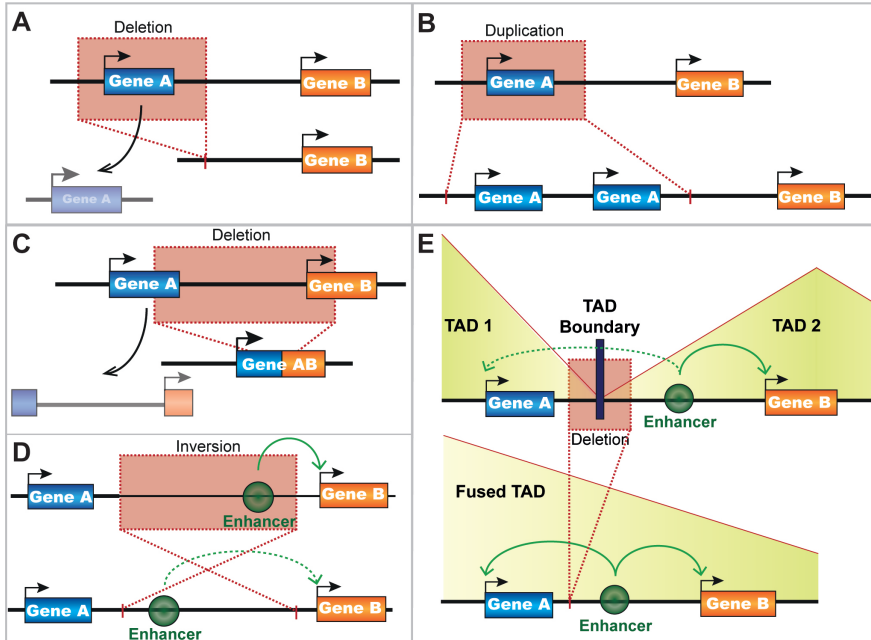 A
Deletion
Gene A
Gene B
Gene B
Gene A
B
Duplication
Gene A
Gene B
Gene A
Gene A
Gene B
C
Deletion
Gene A
Gene B
Gene AB
D
Inversion
Gene A
Gene B
Enhancer
Gene A
Gene B
Enhancer
E
TAD 1
TAD
Boundary
TAD 2
Gene A
Enhancer
Gene B
Deletion
Fused TAD
Gene A
Enhancer
Gene B